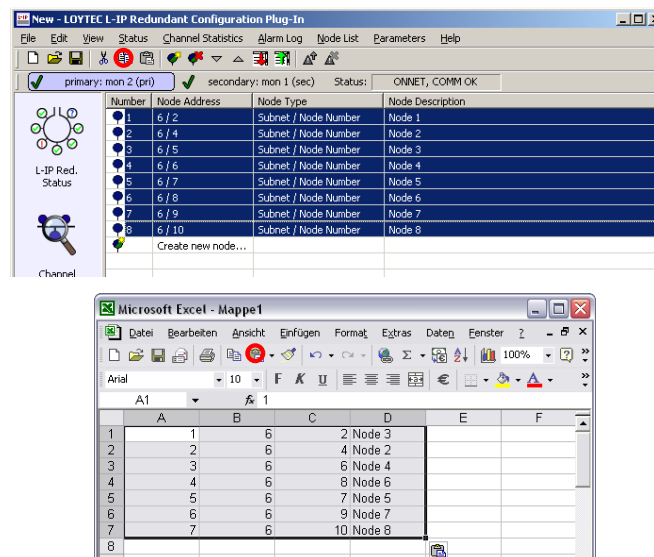 New - LOYTEC L-IP Redundant Configuration Plug-In
File Edit View Status Channel Statistics Alarm Log Node List Parameters Help
primary: mon 2 (pri) secondary: mon 1 (sec) Status: ONNET, COMM OK
Number Node Address Node Type Node Description
1 6 / 2 Subnet / Node Number Node 1
2 6 / 4 Subnet / Node Number Node 2
3 6 / 5 Subnet / Node Number Node 3
4 6 / 6 Subnet / Node Number Node 4
5 6 / 7 Subnet / Node Number Node 5
6 6 / 8 Subnet / Node Number Node 6
7 6 / 9 Subnet / Node Number Node 7
8 6 / 10 Subnet / Node Number Node 8
Create new node...
L-IP Red.
Status
Channel
Microsoft Excel - Mappe1
Datei Bearbeiten Ansicht Einfügen Format Extras Daten Fenster ?
100%
Arial 10 F K U €
A1 fx 1
A B C D E F
1 1 6 2 Node 3
2 2 6 4 Node 2
3 3 6 6 Node 4
4 4 6 8 Node 6
5 5 6 7 Node 5
6 6 6 9 Node 7
7 7 6 10 Node 8
8